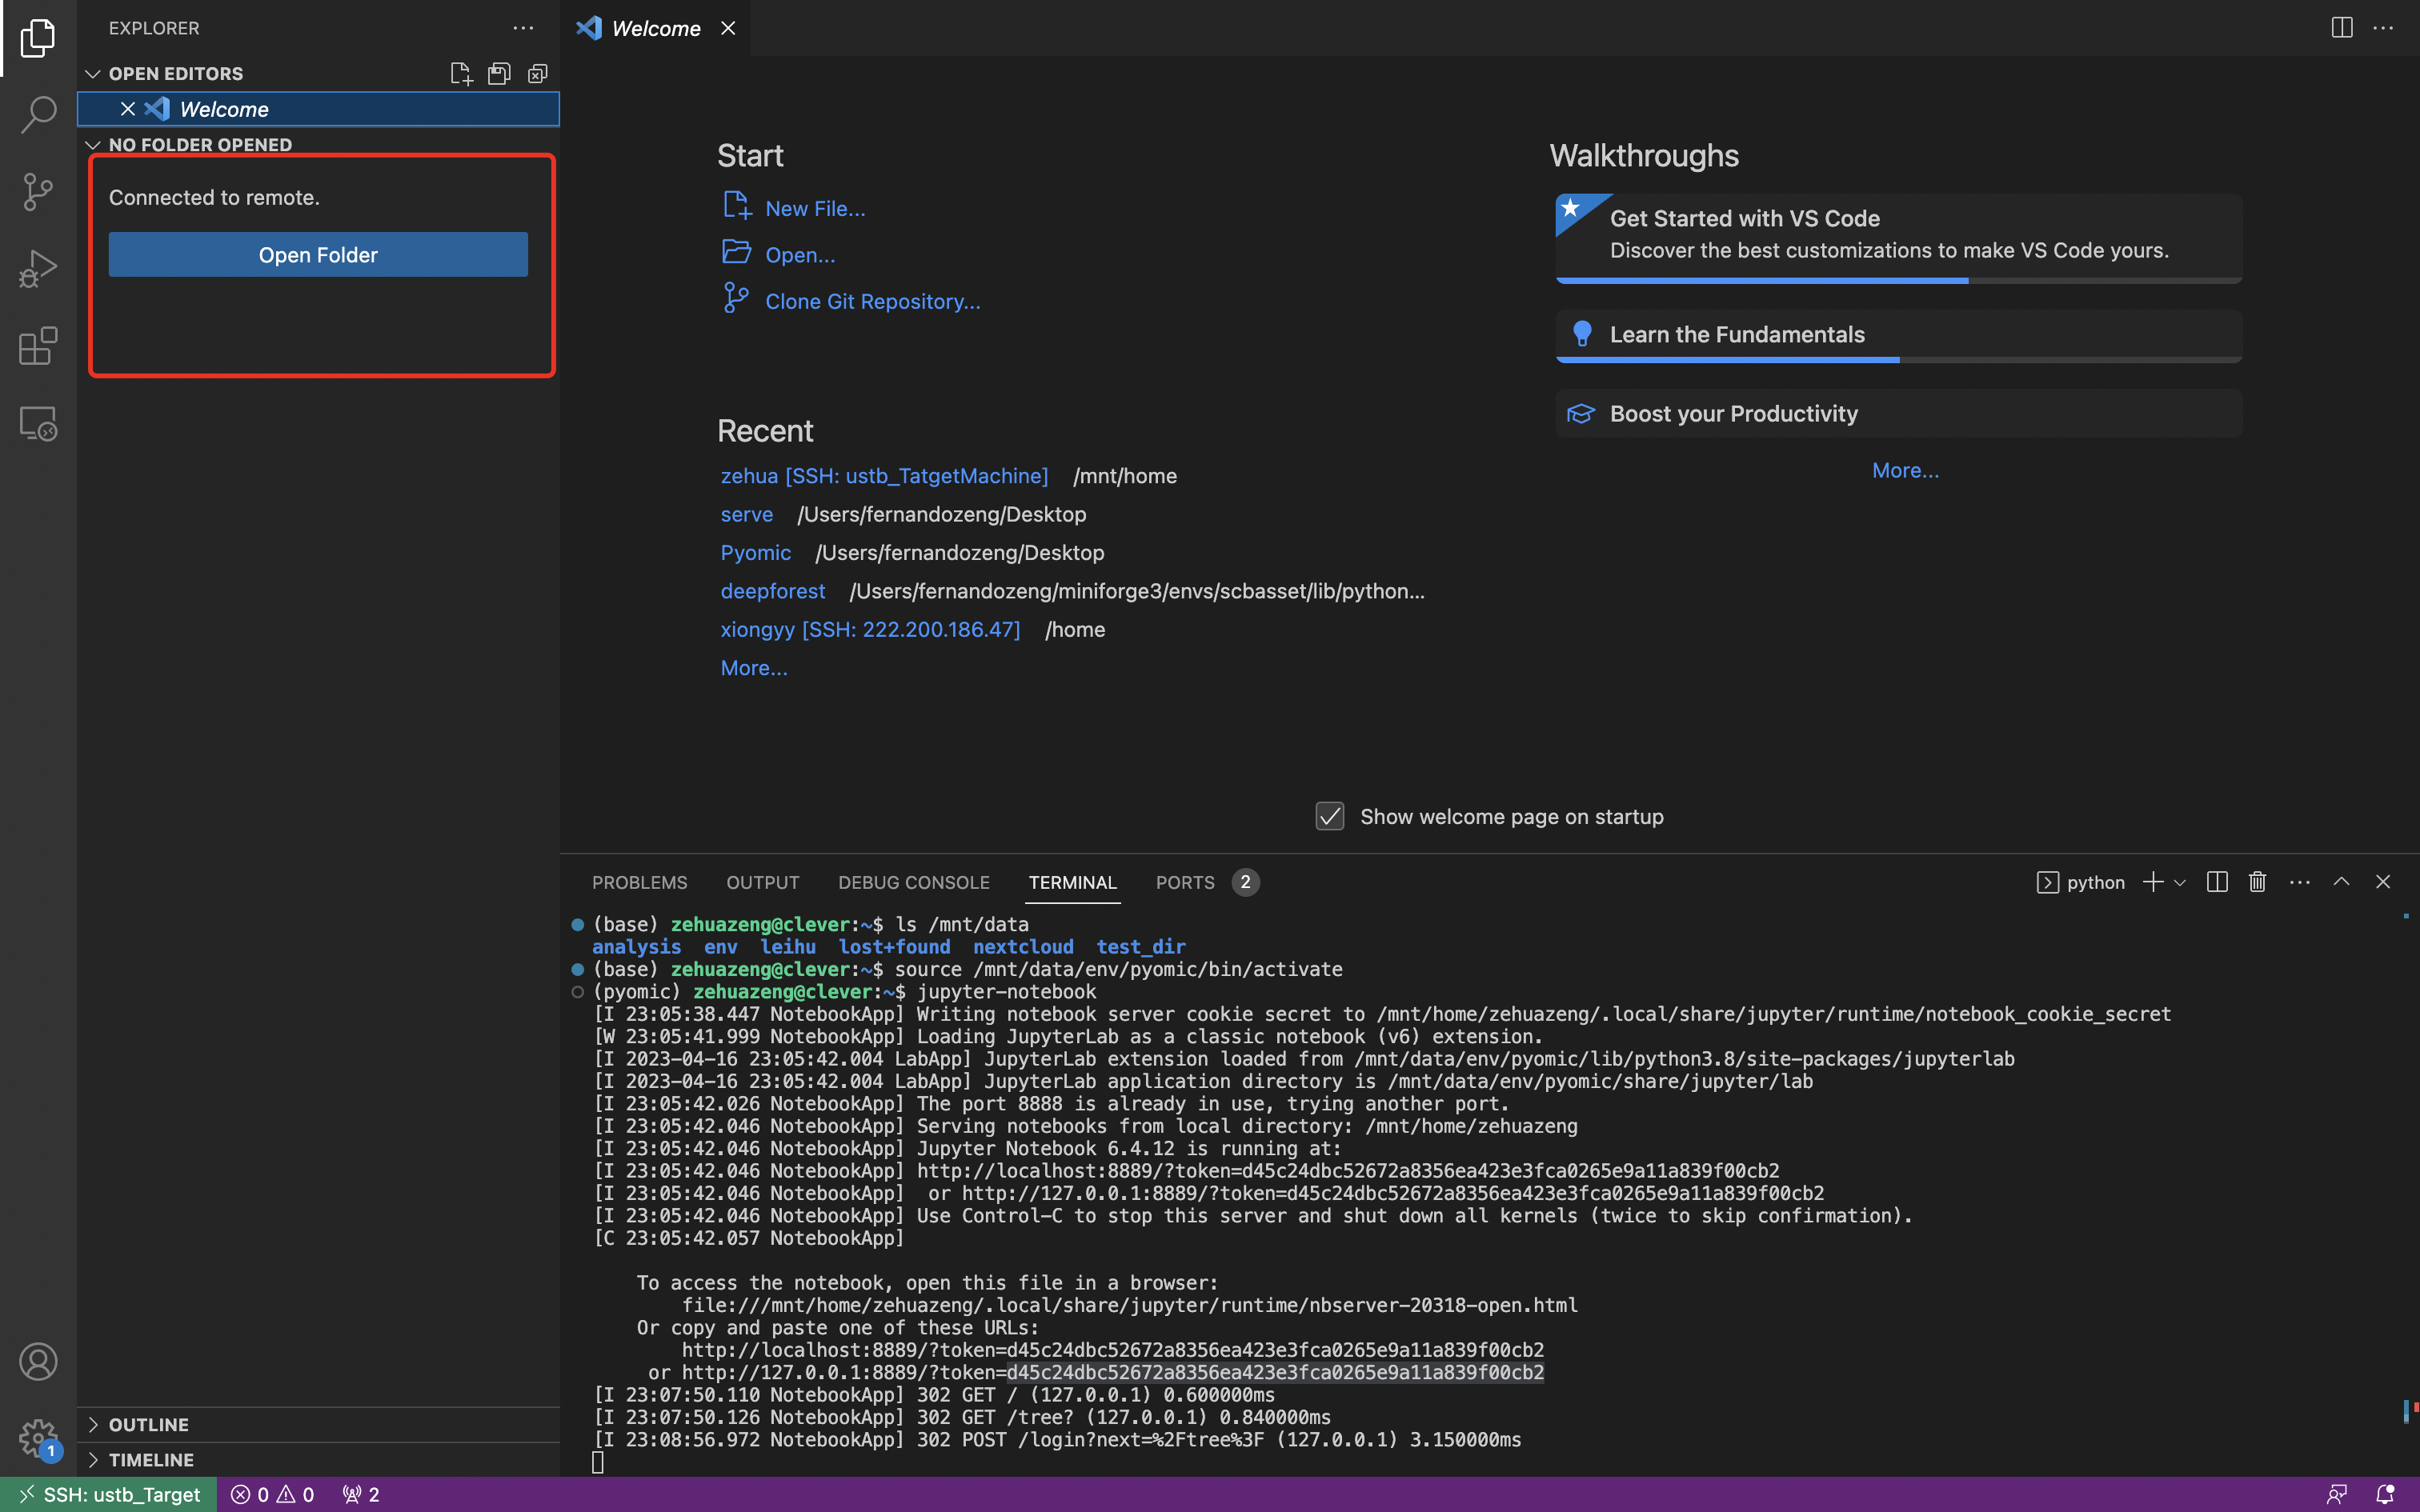 EXPLORER
OPEN EDITORS
Welcome
NO FOLDER OPENED
Connected to remote.
Open Folder
OUTLINE
TIMELINE
Welcome
Start
New File...
Open...
Clone Git Repository...
Recent
zehua [SSH: ustb_TatgetMachine] /mnt/home
serve /Users/fernandozeng/Desktop
Pyomic /Users/fernandozeng/Desktop
deepforest /Users/fernandozeng/miniforge3/envs/scbasset/lib/python...
xiongyy [SSH: 222.200.186.47] /home
More...
Walkthroughs
Get Started with VS Code
Discover the best customizations to make VS Code yours.
Learn the Fundamentals
Boost your Productivity
More...
Show welcome page on startup
PROBLEMS OUTPUT DEBUG CONSOLE TERMINAL PORTS 2
python
(base) zehuazeng@clever:~$ ls /mnt/data
analysis env leihu lost+found nextcloud test_dir
(base) zehuazeng@clever:~$ source /mnt/data/env/pyomic/bin/activate
(pyomic) zehuazeng@clever:~$ jupyter-notebook
[I 23:05:38.447 NotebookApp] Writing notebook server cookie secret to /mnt/home/zehuazeng/.local/share/jupyter/runtime/notebook_cookie_secret
[W 23:05:41.999 NotebookApp] Loading JupyterLab as a classic notebook (v6) extension.
[I 2023-04-16 23:05:42.004 LabApp] JupyterLab extension loaded from /mnt/data/env/pyomic/lib/python3.8/site-packages/jupyterlab
[I 2023-04-16 23:05:42.004 LabApp] JupyterLab application directory is /mnt/data/env/pyomic/share/jupyter/lab
[I 23:05:42.026 NotebookApp] The port 8888 is already in use, trying another port.
[I 23:05:42.046 NotebookApp] Serving notebooks from local directory: /mnt/home/zehuazeng
[I 23:05:42.046 NotebookApp] Jupyter Notebook 6.4.12 is running at:
[I 23:05:42.046 NotebookApp] http://localhost:8889/?token=d45c24dbc52672a8356ea423e3fca0265e9a11a839f00cb2
[I 23:05:42.046 NotebookApp]  or http://127.0.0.1:8889/?token=d45c24dbc52672a8356ea423e3fca0265e9a11a839f00cb2
[I 23:05:42.046 NotebookApp] Use Control-C to stop this server and shut down all kernels (twice to skip confirmation).
[C 23:05:42.057 NotebookApp]
To access the notebook, open this file in a browser:
file:///mnt/home/zehuazeng/.local/share/jupyter/runtime/nbserver-20318-open.html
Or copy and paste one of these URLs:
http://localhost:8889/?token=d45c24dbc52672a8356ea423e3fca0265e9a11a839f00cb2
or http://127.0.0.1:8889/?token=d45c24dbc52672a8356ea423e3fca0265e9a11a839f00cb2
[I 23:07:50.110 NotebookApp] 302 GET / (127.0.0.1) 0.600000ms
[I 23:07:50.126 NotebookApp] 302 GET /tree? (127.0.0.1) 0.840000ms
[I 23:08:56.972 NotebookApp] 302 POST /login?next=%2Ftree%3F (127.0.0.1) 3.150000ms
1
SSH: ustb_Target 0 0 2